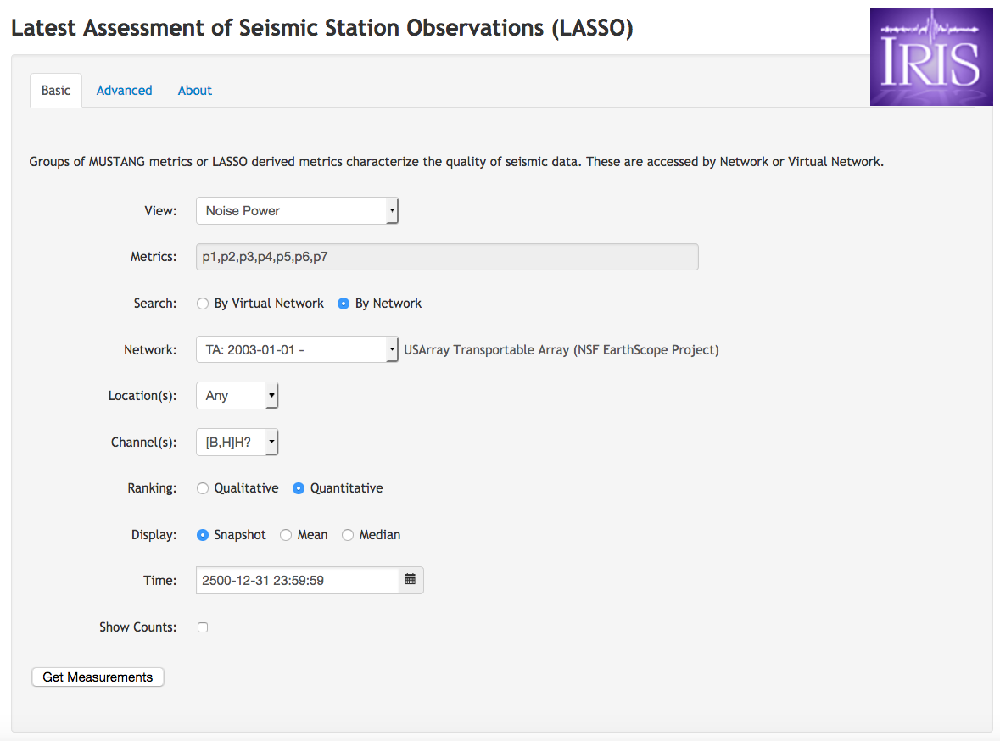 Latest Assessment of Seismic Station Observations (LASSO)
IRIS
Basic Advanced About
Groups of MUSTANG metrics or LASSO derived metrics characterize the quality of seismic data. These are accessed by Network or Virtual Network.
View: Noise Power
Metrics: p1,p2,p3,p4,p5,p6,p7
Search: By Virtual Network By Network
Network: TA: 2003-01-01 - USArray Transportable Array (NSF EarthScope Project)
Location(s): Any
Channel(s): [B,H]H?
Ranking: Qualitative Quantitative
Display: Snapshot Mean Median
Time: 2500-12-31 23:59:59
Show Counts:
Get Measurements